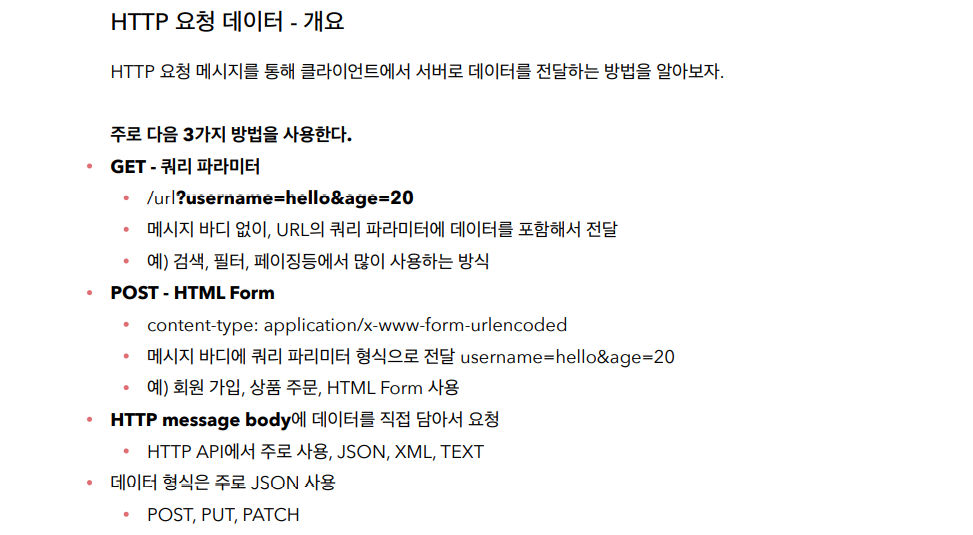 HTTP 요청 데이터 - 개요
HTTP 요청 메시지를 통해 클라이언트에서 서버로 데이터를 전달하는 방법을 알아보자.
주로 다음 3가지 방법을 사용한다.
• GET - 쿼리 파라미터
• /url?username=hello&age=20
• 메시지 바디 없이, URL의 쿼리 파라미터에 데이터를 포함해서 전달
• 예) 검색, 필터, 페이징등에서 많이 사용하는 방식
• POST - HTML Form
• content-type: application/x-www-form-urlencoded
• 메시지 바디에 쿼리 파리미터 형식으로 전달 username=hello&age=20
• 예) 회원 가입, 상품 주문, HTML Form 사용
• HTTP message body에 데이터를 직접 담아서 요청
• HTTP API에서 주로 사용, JSON, XML, TEXT
• 데이터 형식은 주로 JSON 사용
• POST, PUT, PATCH